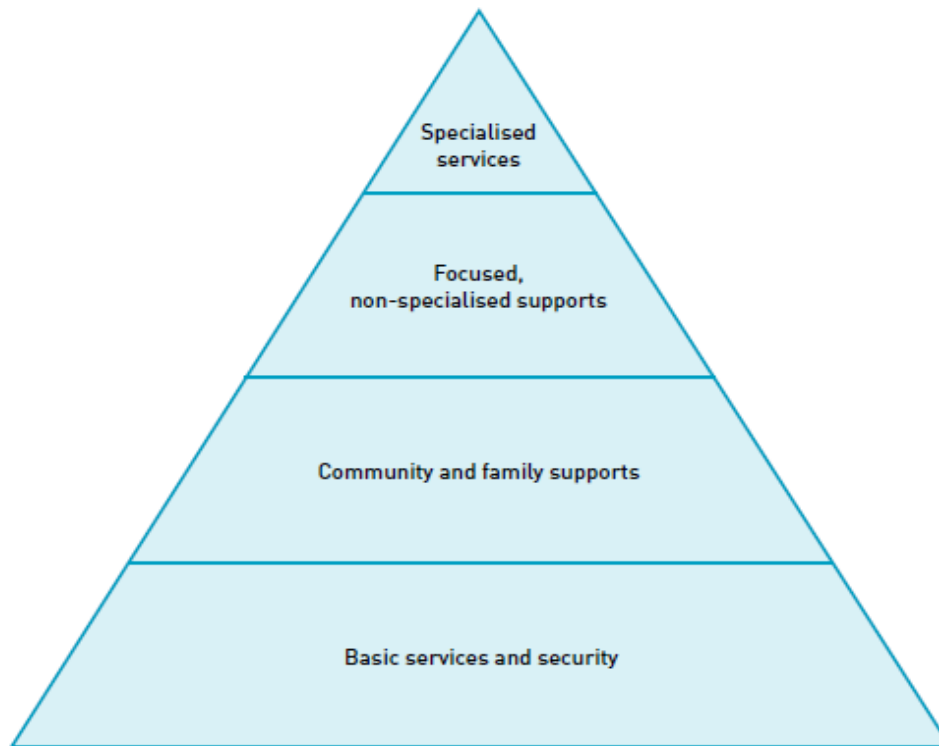 Specialised
services
Focused,
non-specialised supports
Community and family supports
Basic services and security